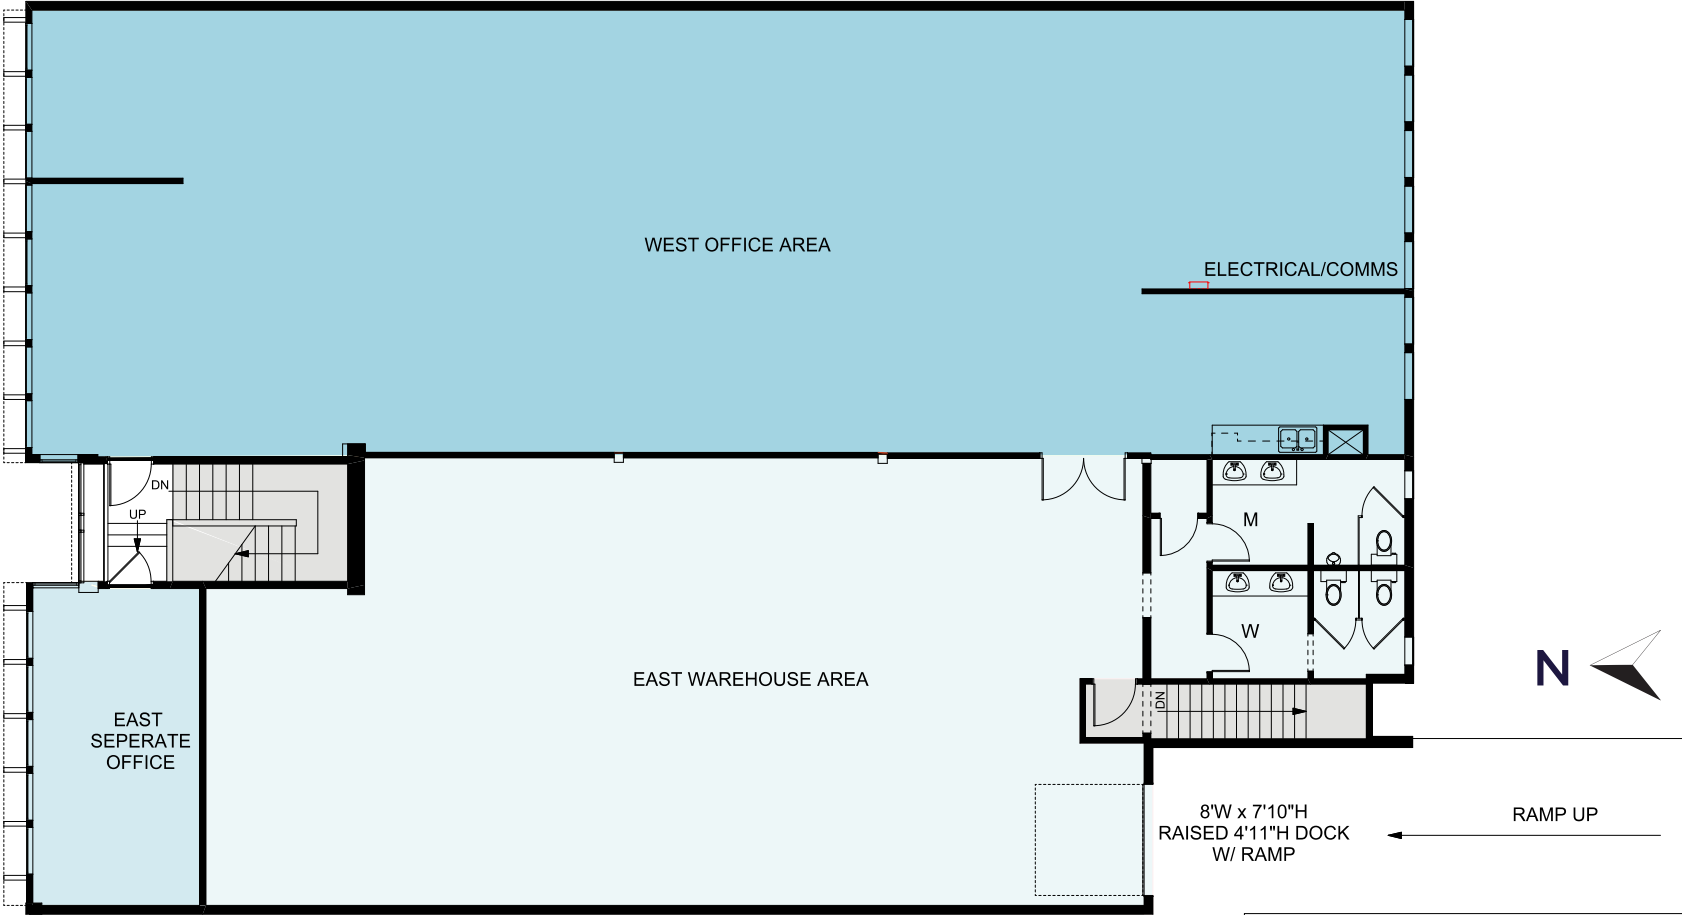 WEST OFFICE AREA
ELECTRICAL/COMMS
DN
UP
M
W
EAST WAREHOUSE AREA
N
DN
EAST
SEPERATE
OFFICE
8'W x 7'10"H
RAISED 4'11"H DOCK
W/ RAMP
RAMP UP